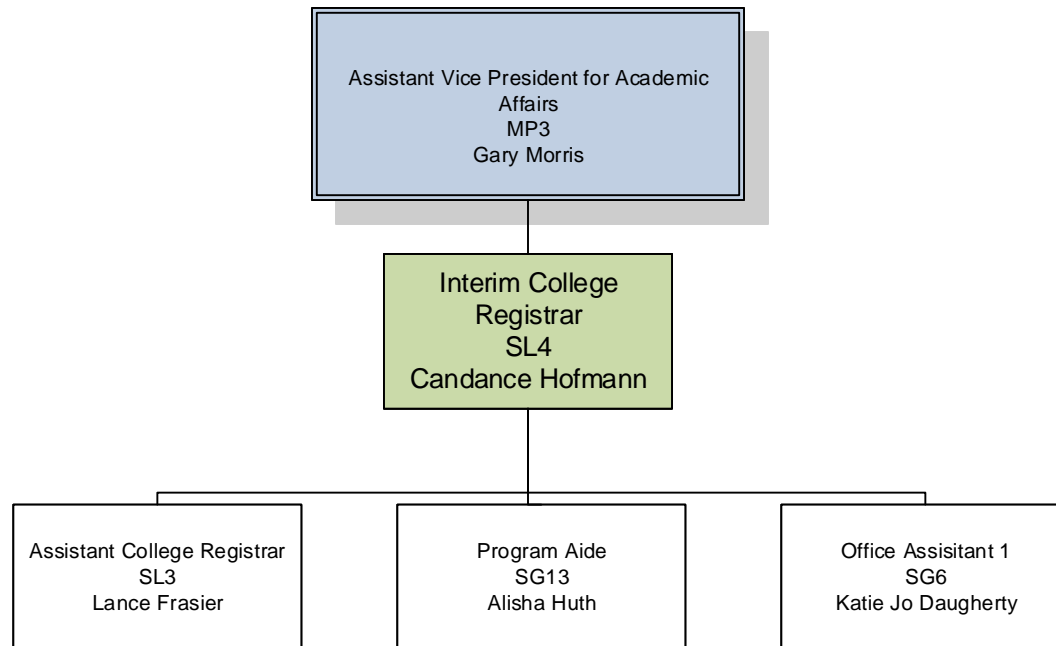 Assistant Vice President for Academic
Affairs
MP3
Gary Morris
Interim College
Registrar
SL4
Candance Hofmann
Assistant College Registrar
SL3
Lance Frasier
Program Aide
SG13
Alisha Huth
Office Assisitant 1
SG6
Katie Jo Daugherty